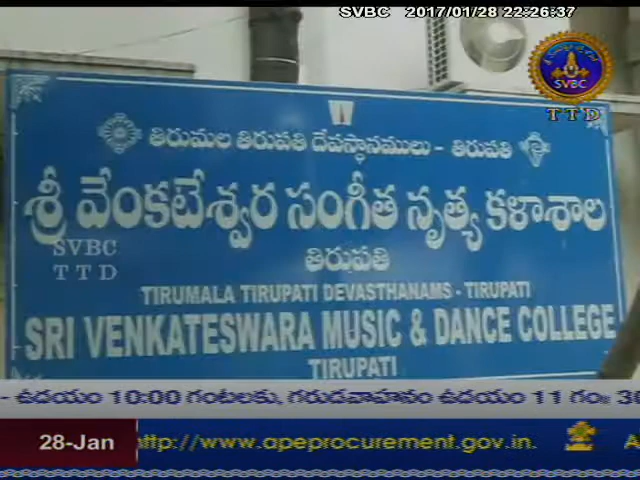 SVBC 2017/01/28 22:26:37
SVBC
T T D
తిరుమల తిరుపతి దేవస్థానములు - తిరుపతి
శ్రీ వేంకటేశ్వర సంగీత నృత్య కళాశాల
తిరుపతి
SVBC
T T D
TIRUMALA TIRUPATI DEVASTHANAMS - TIRUPATI
SRI VENKATESWARA MUSIC & DANCE COLLEGE
TIRUPATI
- ఉదయం 10:00 గంటలకు, గరుడవాహనం ఉదయం 11 గం॥ 30
28-Jan http://www.apeprocurement.gov.in.